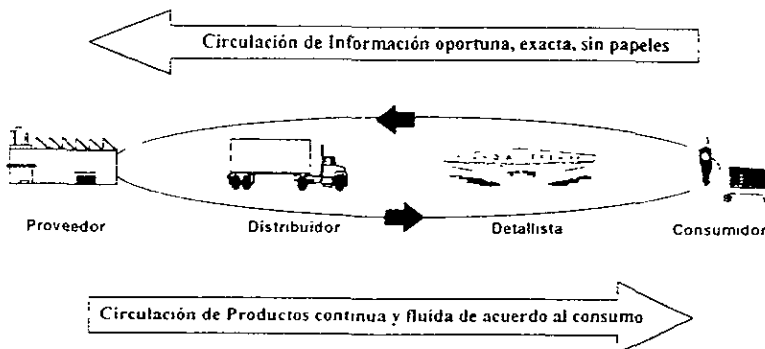 Circulación de Información oportuna, exacta, sin papeles
Proveedor Distribuidor Detallista Consumidor
Circulación de Productos continua y fluida de acuerdo al consumo